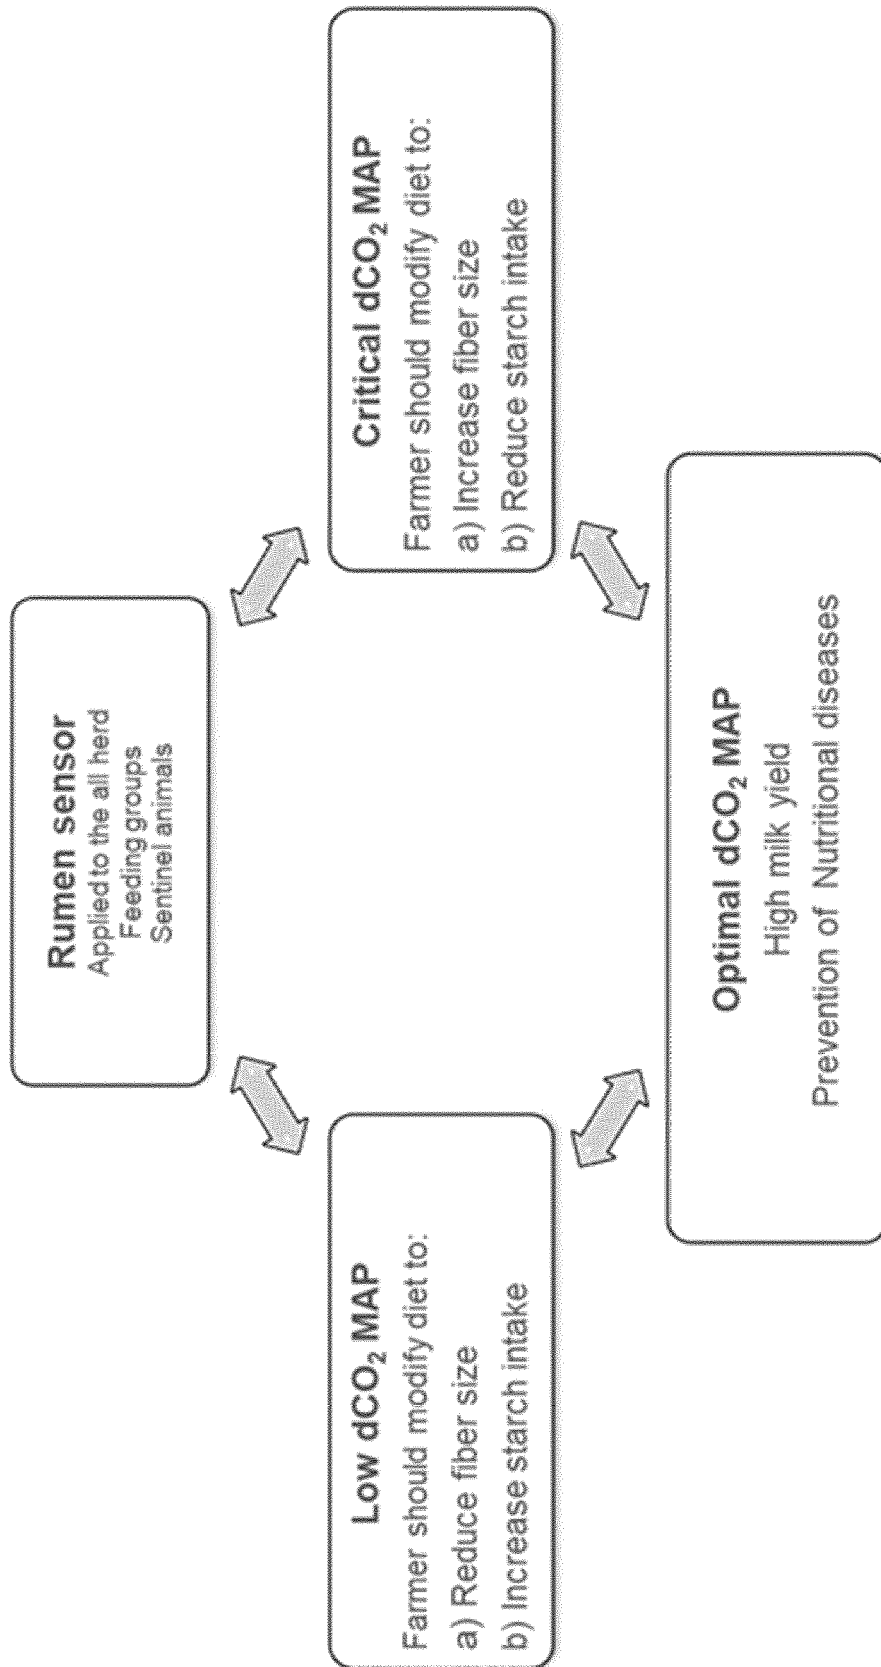 Rumen sensor
Applied to the all herd
Feeding groups
Sentinel animals
Low dCO₂ MAP
Farmer should modify diet to:
a) Reduce fiber size
b) Increase starch intake
Critical dCO₂ MAP
Farmer should modify diet to:
a) Increase fiber size
b) Reduce starch intake
Optimal dCO₂ MAP
High milk yield
Prevention of Nutritional diseases